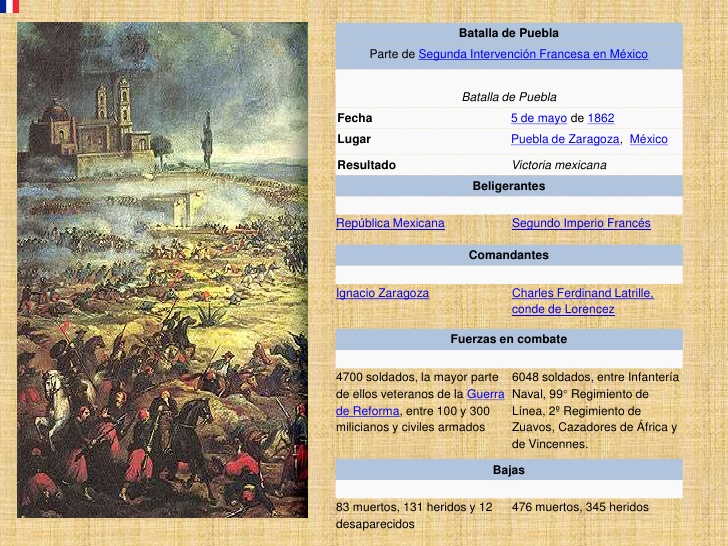 Batalla de Puebla
Parte de Segunda Intervención Francesa en México
Batalla de Puebla
Fecha 5 de mayo de 1862
Lugar Puebla de Zaragoza, México
Resultado Victoria mexicana
Beligerantes
República Mexicana Segundo Imperio Francés
Comandantes
Ignacio Zaragoza Charles Ferdinand Latrille,
conde de Lorencez
Fuerzas en combate
4700 soldados, la mayor parte
de ellos veteranos de la Guerra
de Reforma, entre 100 y 300
milicianos y civiles armados
6048 soldados, entre Infantería
Naval, 99° Regimiento de
Línea, 2º Regimiento de
Zuavos, Cazadores de África y
de Vincennes.
Bajas
83 muertos, 131 heridos y 12
desaparecidos
476 muertos, 345 heridos